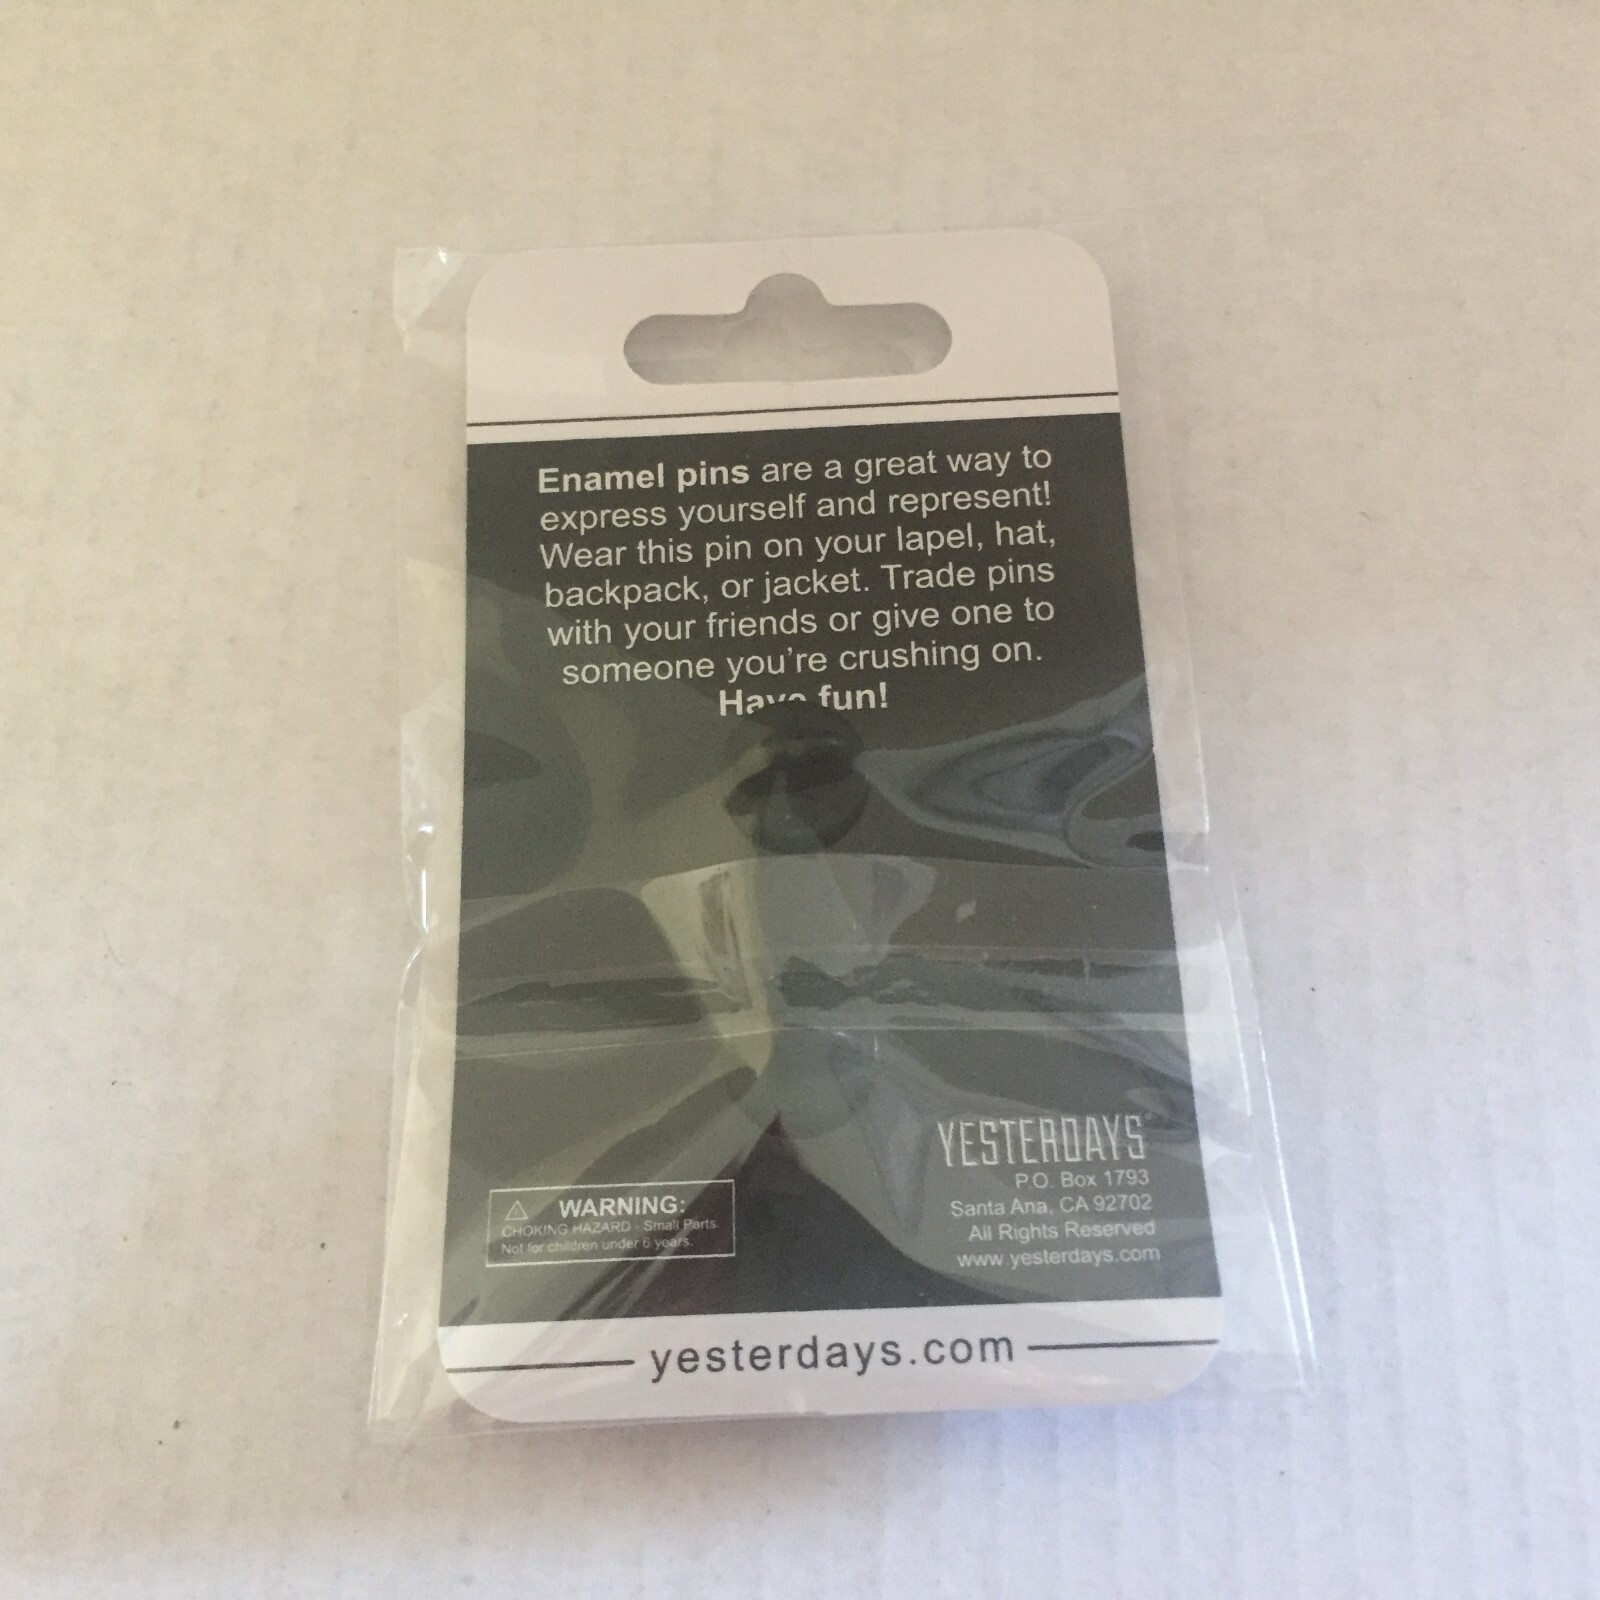 Enamel pins are a great way to
express yourself and represent!
Wear this pin on your lapel, hat,
backpack, or jacket. Trade pins
with your friends or give one to
someone you're crushing on.
Have fun!
WARNING:
CHOKING HAZARD - Small Parts.
Not for children under 6 years.
YESTERDAYS
P.O. Box 1793
Santa Ana, CA 92702
All Rights Reserved
www.yesterdays.com
yesterdays.com